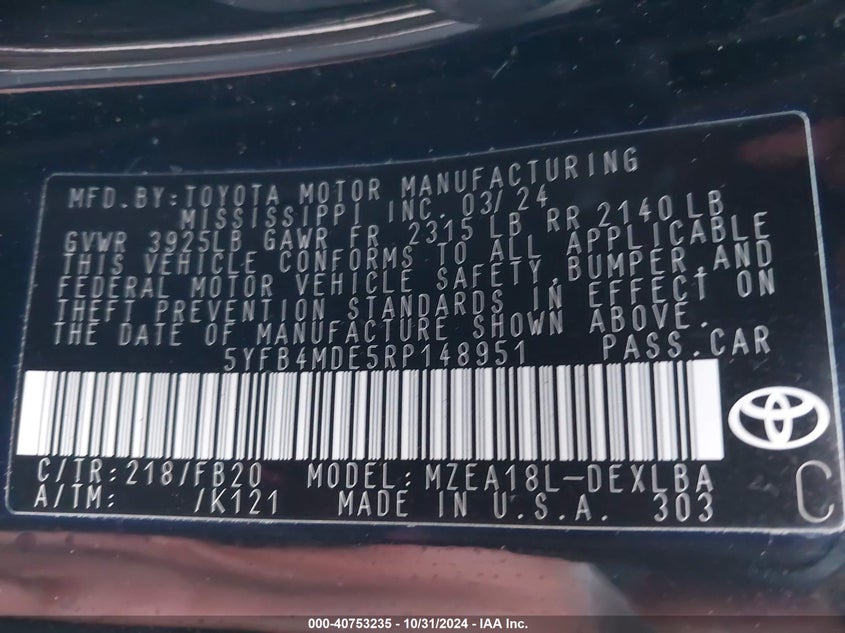 MFD. BY: TOYOTA MOTOR MANUFACTURING
MISSISSIPPI INC. 03/24
GVWR 3925LB GAWR FR 2315 LB RR 2140 LB
THIS VEHICLE CONFORMS TO ALL APPLICABLE
FEDERAL MOTOR VEHICLE SAFETY, BUMPER, AND
THEFT PREVENTION STANDARDS IN EFFECT ON
THE DATE OF MANUFACTURE SHOWN ABOVE.
5YFB4MDE5RP148951 PASS. CAR
C/TR: 218/FB20 MODEL: MZEA18L-DEXLBA
A/TM: /K121 MADE IN U.S.A. 303
C
000-40753235 - 10/31/2024 - IAA Inc.